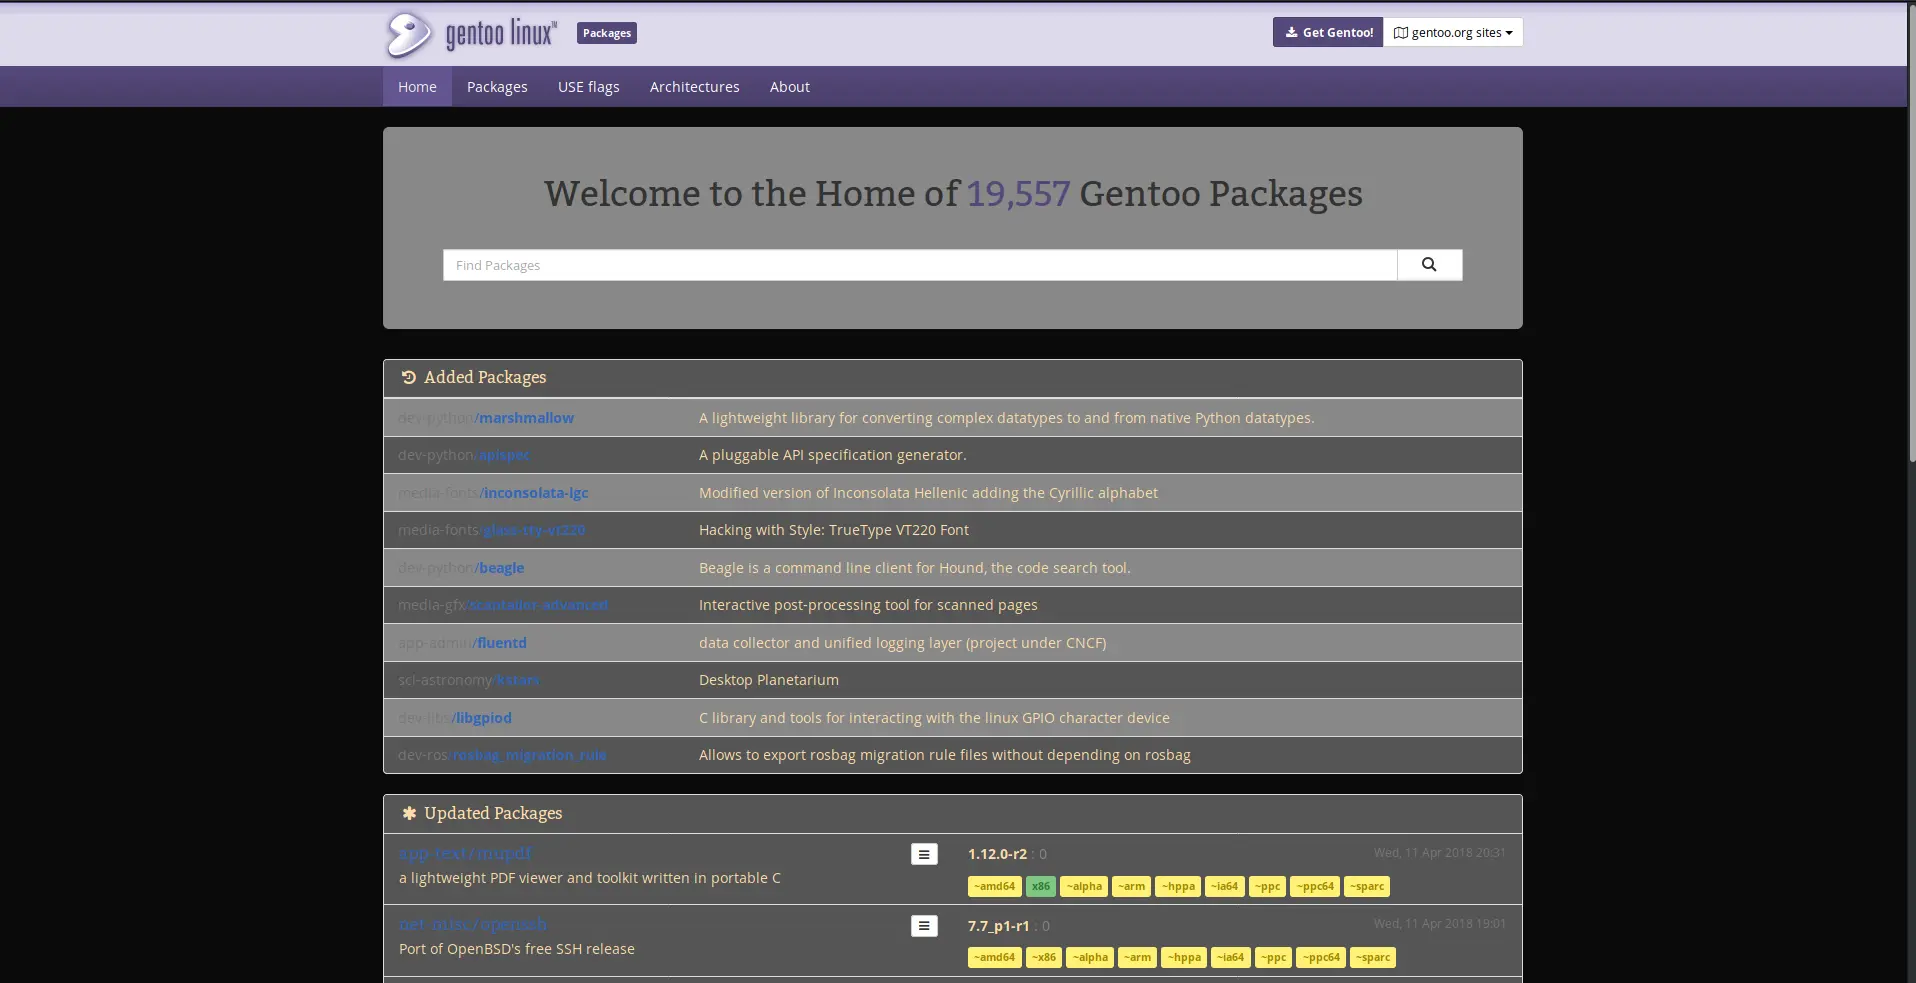 gentoo linux™ Packages Get Gentoo! gentoo.org sites
Home Packages USE flags Architectures About
Welcome to the Home of 19,557 Gentoo Packages
Find Packages
Added Packages
dev-python/marshmallow A lightweight library for converting complex datatypes to and from native Python datatypes.
dev-python/apispec A pluggable API specification generator.
media-fonts/inconsolata-lgc Modified version of Inconsolata Hellenic adding the Cyrillic alphabet
media-fonts/glass-tty-vt220 Hacking with Style: TrueType VT220 Font
dev-python/beagle Beagle is a command line client for Hound, the code search tool.
media-gfx/scantailor-advanced Interactive post-processing tool for scanned pages
app-admin/fluentd data collector and unified logging layer (project under CNCF)
sci-astronomy/kstars Desktop Planetarium
dev-libs/libgpiod C library and tools for interacting with the linux GPIO character device
dev-ros/rosbag_migration_rule Allows to export rosbag migration rule files without depending on rosbag
Updated Packages
app-text/mupdf 1.12.0-r2 : 0 Wed, 11 Apr 2018 20:31
a lightweight PDF viewer and toolkit written in portable C
~amd64 x86 ~alpha ~arm ~hppa ~ia64 ~ppc ~ppc64 ~sparc
net-misc/openssh 7.7_p1-r1 : 0 Wed, 11 Apr 2018 19:01
Port of OpenBSD's free SSH release
~amd64 ~x86 ~alpha ~arm ~hppa ~ia64 ~ppc ~ppc64 ~sparc